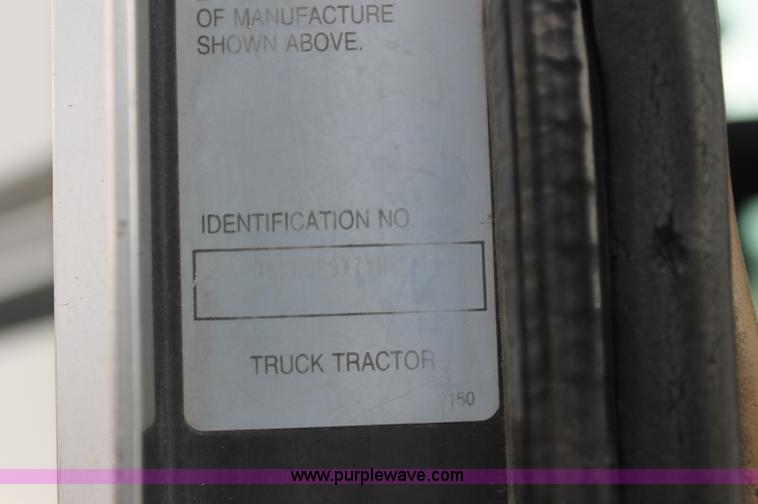 OF MANUFACTURE
SHOWN ABOVE.
IDENTIFICATION NO.
TRUCK TRACTOR
2150
www.purplewave.com